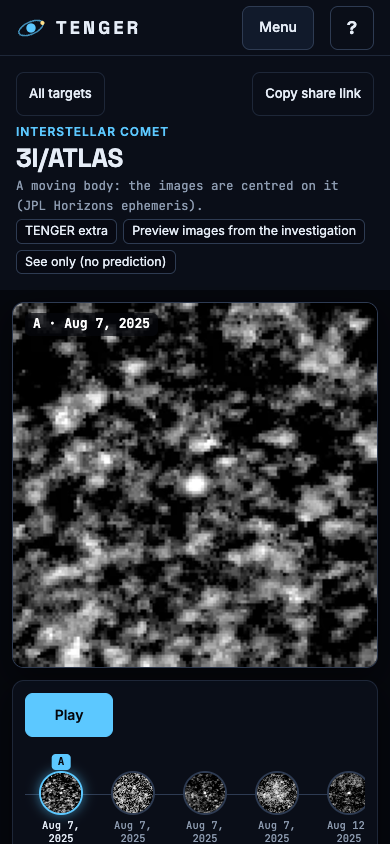 TENGER
Menu
?
All targets
Copy share link
INTERSTELLAR COMET
3I/ATLAS
A moving body: the images are centred on it
(JPL Horizons ephemeris).
TENGER extra
Preview images from the investigation
See only (no prediction)
A · Aug 7, 2025
Play
A
Aug 7,
2025
Aug 7,
2025
Aug 7,
2025
Aug 7,
2025
Aug 12
2025